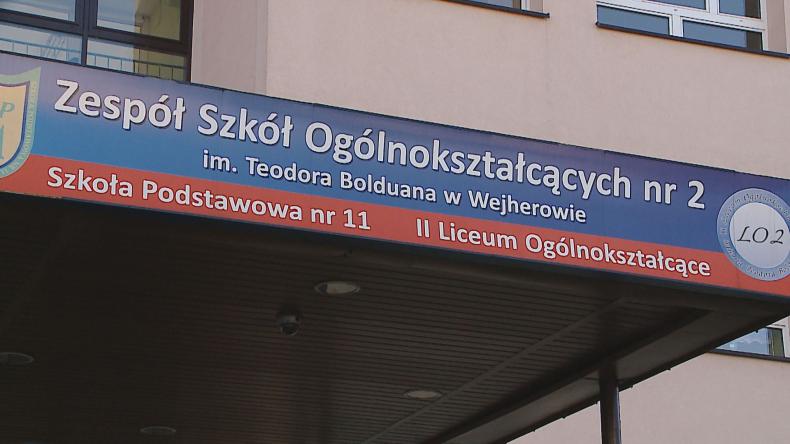 Zespół Szkół Ogólnokształcących nr 2
im. Teodora Bolduana w Wejherowie
Szkoła Podstawowa nr 11 II Liceum Ogólnokształcące
LO2